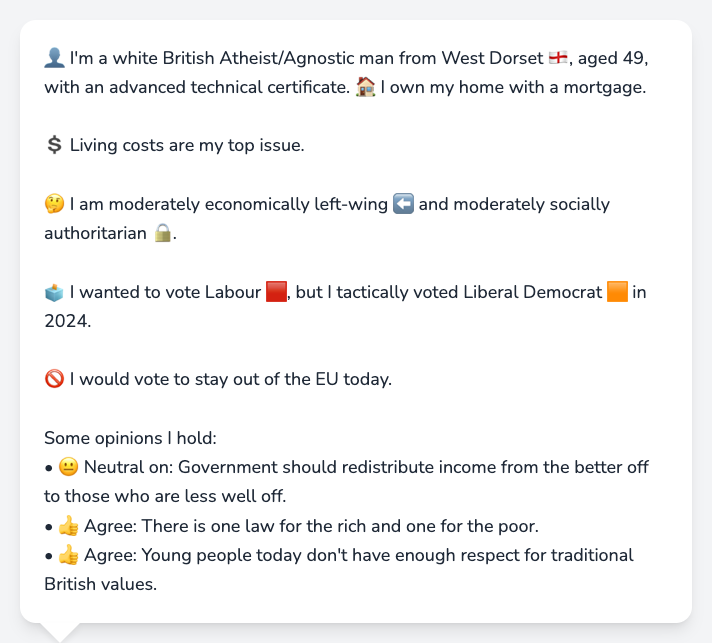 👤 I'm a white British Atheist/Agnostic man from West Dorset 🏴󠁧󠁢󠁥󠁮󠁧󠁿, aged 49,
with an advanced technical certificate. 🏠 I own my home with a mortgage.
💲 Living costs are my top issue.
🤔 I am moderately economically left-wing ⬅️ and moderately socially
authoritarian 🔒.
🗳️ I wanted to vote Labour 🟥, but I tactically voted Liberal Democrat 🟧 in
2024.
🚫 I would vote to stay out of the EU today.
Some opinions I hold:
• 😐 Neutral on: Government should redistribute income from the better off
to those who are less well off.
• 👍 Agree: There is one law for the rich and one for the poor.
• 👍 Agree: Young people today don't have enough respect for traditional
British values.